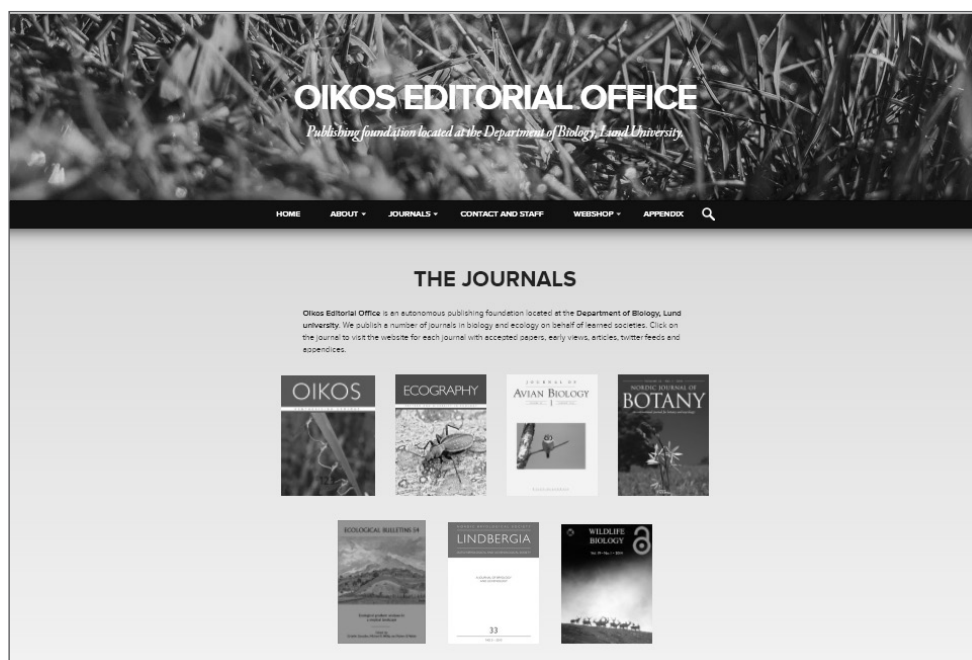 OIKOS EDITORIAL OFFICE
Publishing foundation located at the Department of Biology, Lund University
HOME ABOUT JOURNALS CONTACT AND STAFF WEBSHOP APPENDIX
THE JOURNALS
Oikos Editorial Office is an autonomous publishing foundation located at the Department of Biology, Lund
university. We publish a number of journals in biology and ecology on behalf of learned societies. Click on
the journal to visit the website for each journal with accepted papers, early views, articles, twitter feeds and
appendices.
OIKOS
ECOGRAPHY
JOURNAL OF
AVIAN BIOLOGY
NORDIC JOURNAL OF
BOTANY
ECOLOGICAL BULLETINS 54
LINDBERGIA
33
WILDLIFE
BIOLOGY